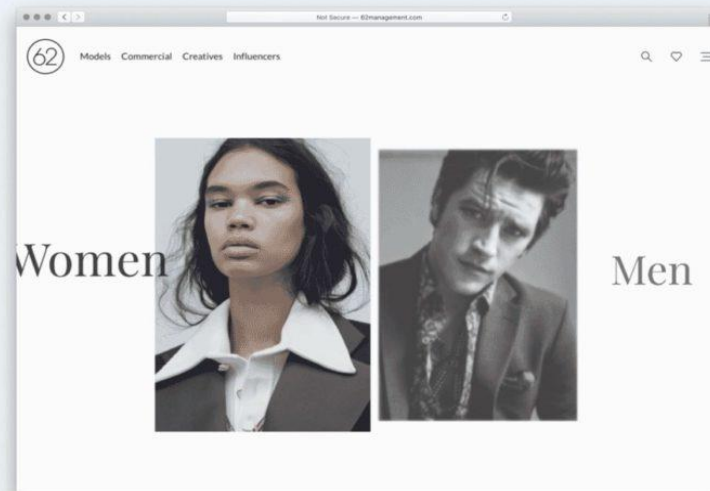 Not Secure — 62management.com
62
Models Commercial Creatives Influencers
Women
Men